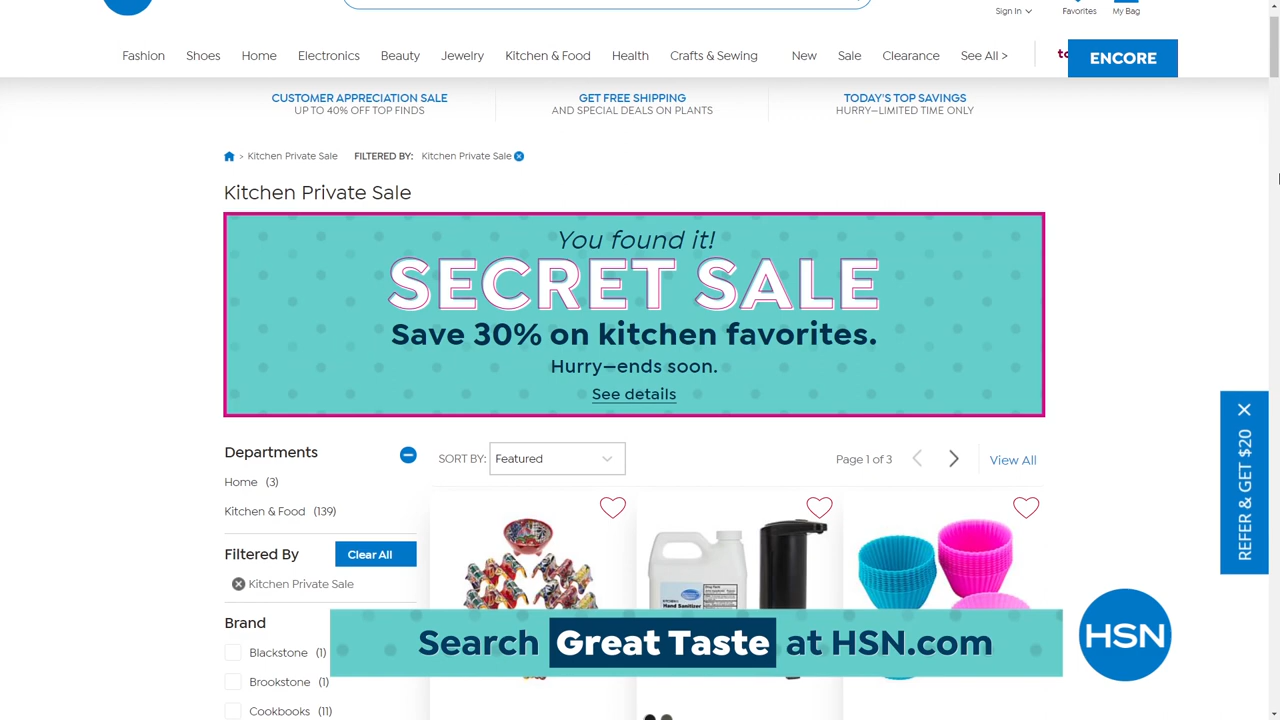 Sign In
Favorites
My Bag
Fashion Shoes Home Electronics Beauty Jewelry Kitchen & Food Health Crafts & Sewing New Sale Clearance See All >
ENCORE
CUSTOMER APPRECIATION SALE
UP TO 40% OFF TOP FINDS
GET FREE SHIPPING
AND SPECIAL DEALS ON PLANTS
TODAY'S TOP SAVINGS
HURRY—LIMITED TIME ONLY
> Kitchen Private Sale FILTERED BY: Kitchen Private Sale
Kitchen Private Sale
You found it!
SECRET SALE
Save 30% on kitchen favorites.
Hurry—ends soon.
See details
Departments
Home (3)
Kitchen & Food (139)
Filtered By Clear All
Kitchen Private Sale
Brand
Blackstone (1)
Brookstone (1)
Cookbooks (11)
SORT BY: Featured
Page 1 of 3
View All
Hand Sanitizer
REFER & GET $20
Search Great Taste at HSN.com
HSN